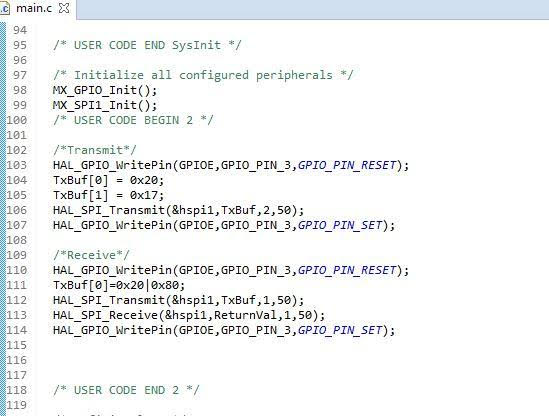 main.c
94
95 /* USER CODE END SysInit */
96
97 /* Initialize all configured peripherals */
98 MX_GPIO_Init();
99 MX_SPI1_Init();
100 /* USER CODE BEGIN 2 */
101
102 /*Transmit*/
103 HAL_GPIO_WritePin(GPIOE,GPIO_PIN_3,GPIO_PIN_RESET);
104 TxBuf[0] = 0x20;
105 TxBuf[1] = 0x17;
106 HAL_SPI_Transmit(&hspi1,TxBuf,2,50);
107 HAL_GPIO_WritePin(GPIOE,GPIO_PIN_3,GPIO_PIN_SET);
108
109 /*Receive*/
110 HAL_GPIO_WritePin(GPIOE,GPIO_PIN_3,GPIO_PIN_RESET);
111 TxBuf[0]=0x20|0x80;
112 HAL_SPI_Transmit(&hspi1,TxBuf,1,50);
113 HAL_SPI_Receive(&hspi1,ReturnVal,1,50);
114 HAL_GPIO_WritePin(GPIOE,GPIO_PIN_3,GPIO_PIN_SET);
115
116
117
118 /* USER CODE END 2 */
119